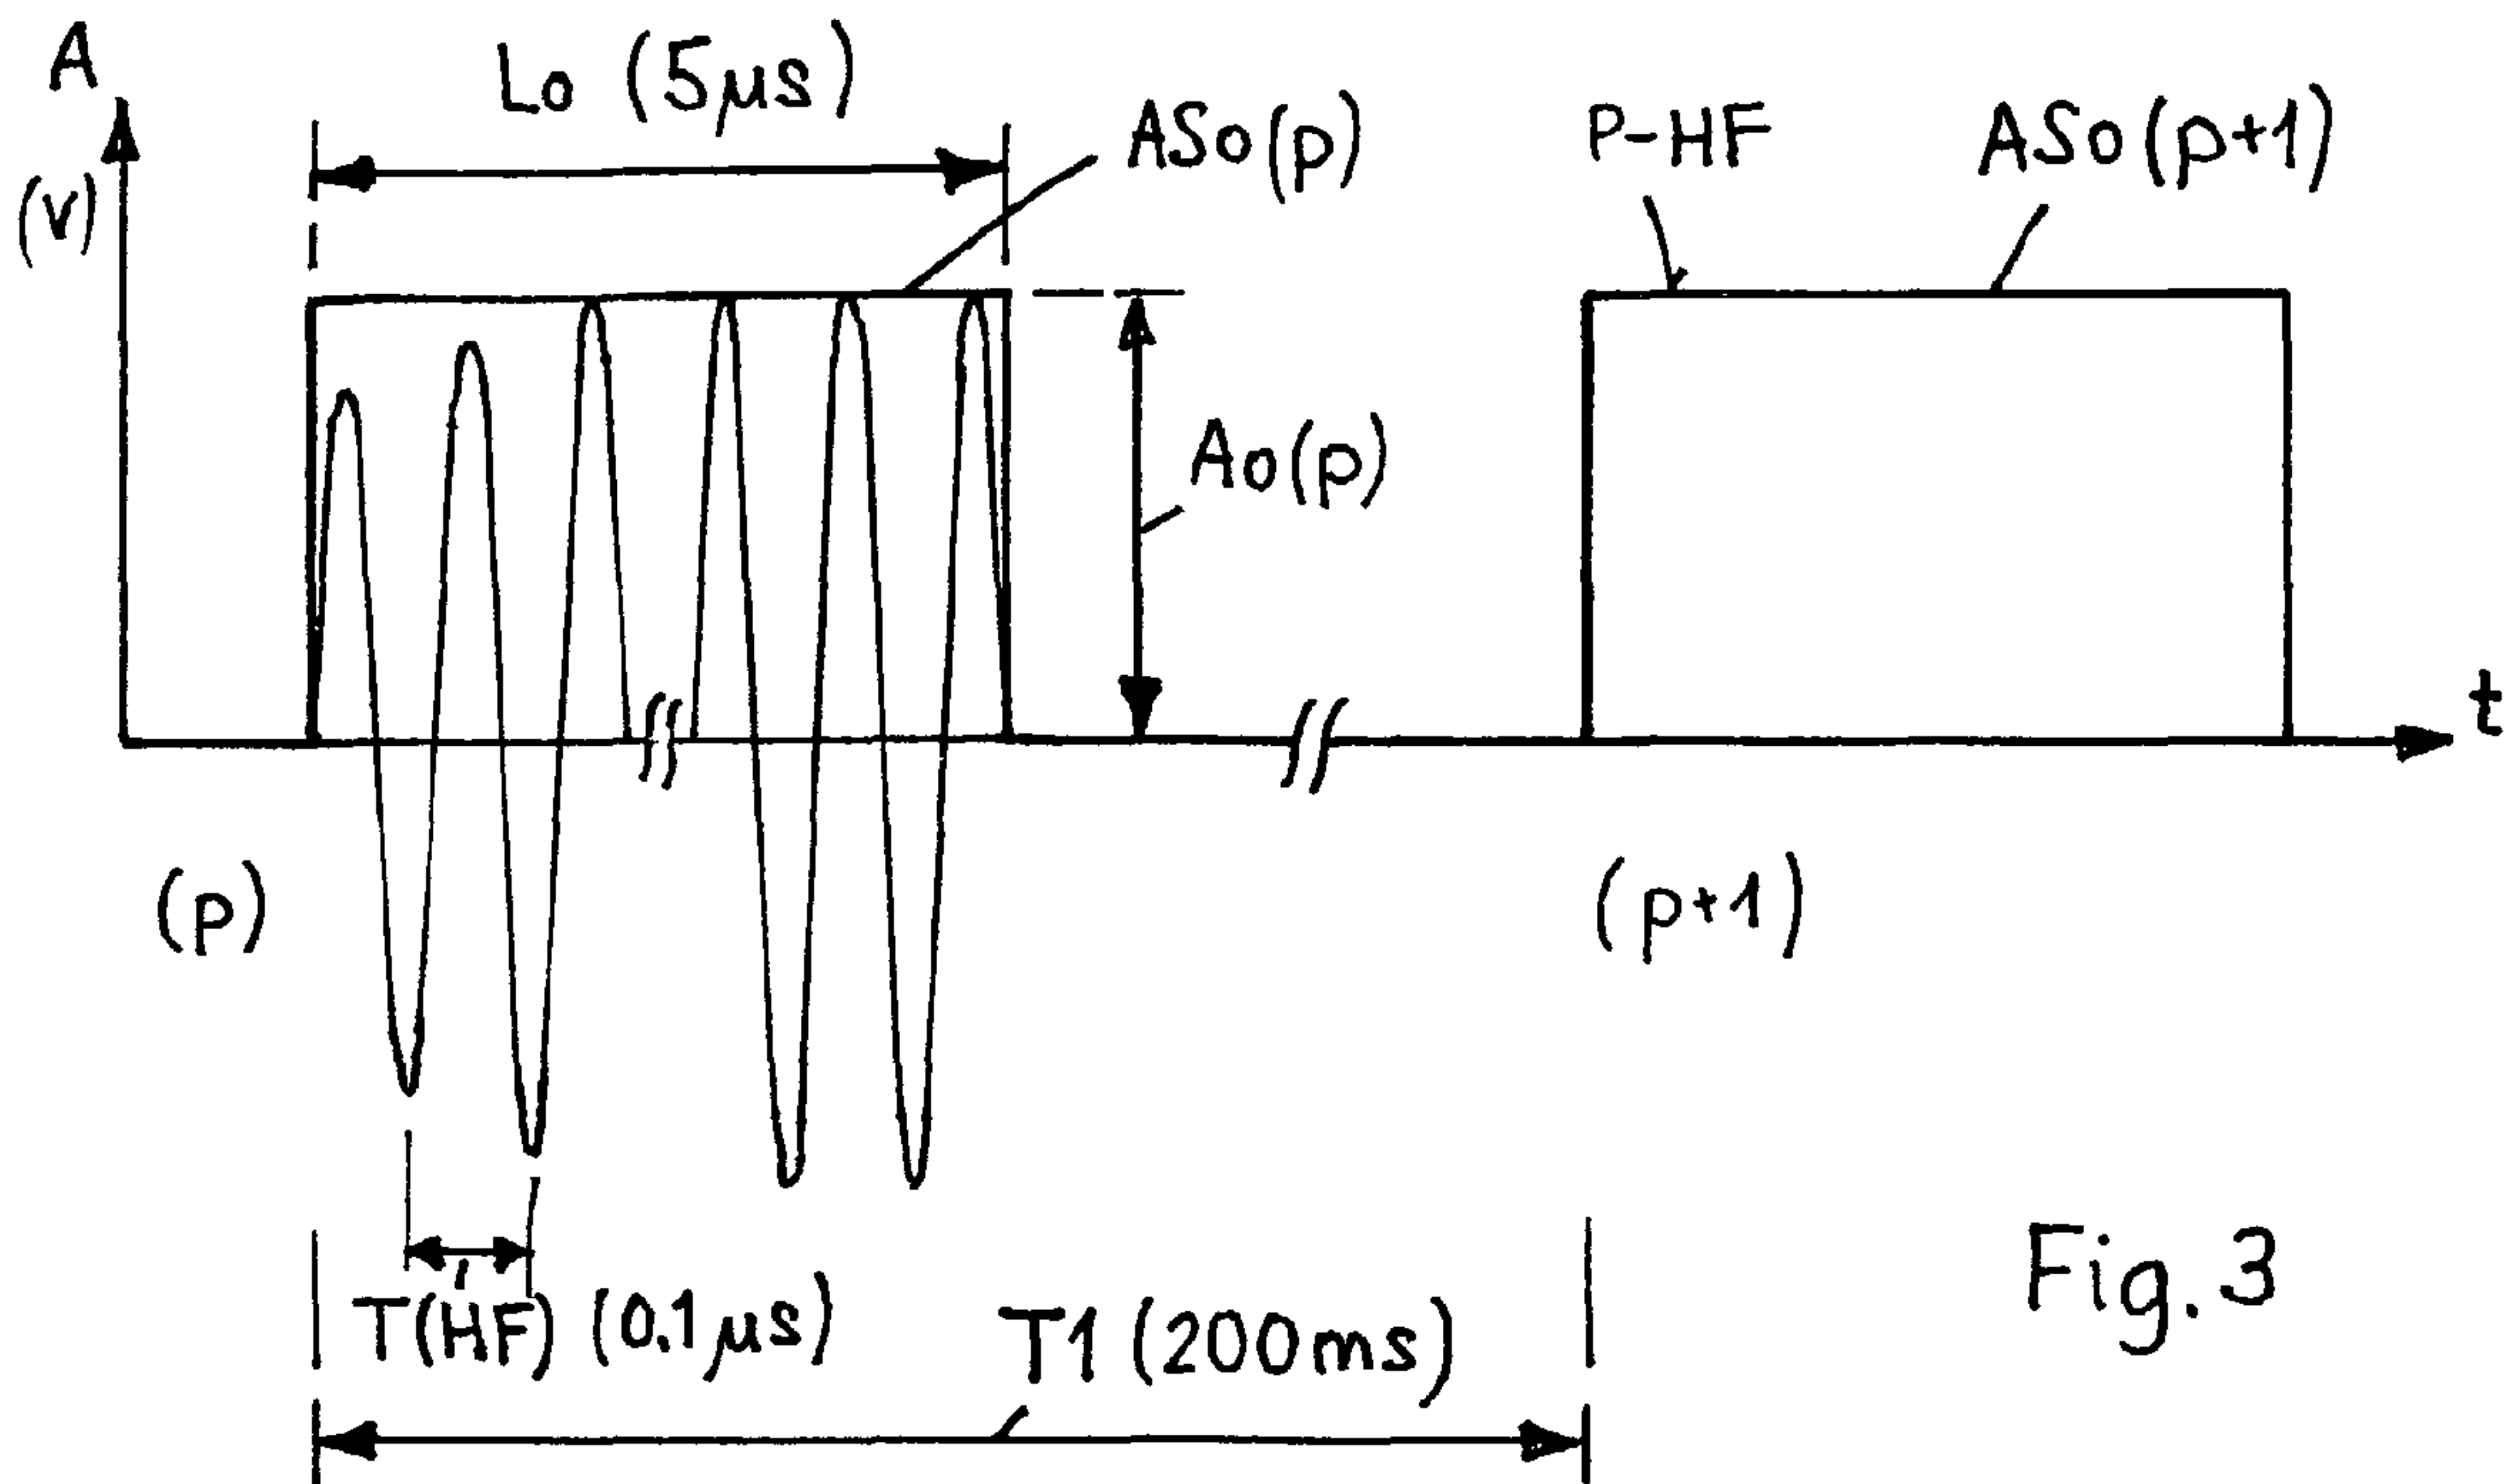 A
(V)
Lo (5µs)
ASo(p)
P-HF
ASo(p+1)
Ao(p)
t
(p)
(p+1)
T(HF) (0.1µs)
T1 (200ms)
Fig. 3